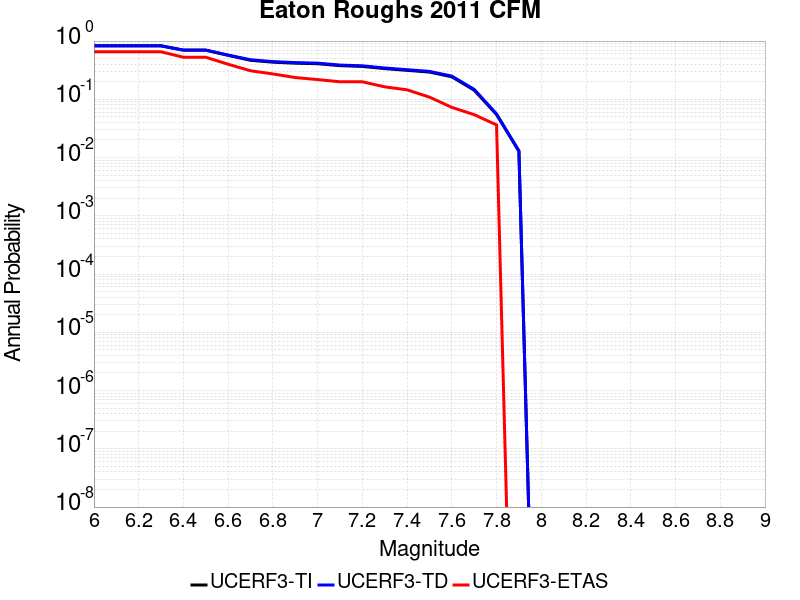 Eaton Roughs 2011 CFM
10^0
10^-1
10^-2
10^-3
10^-4
10^-5
10^-6
10^-7
10^-8
Annual Probability
6 6.2 6.4 6.6 6.8 7 7.2 7.4 7.6 7.8 8 8.2 8.4 8.6 8.8 9
Magnitude
UCERF3-TI UCERF3-TD UCERF3-ETAS